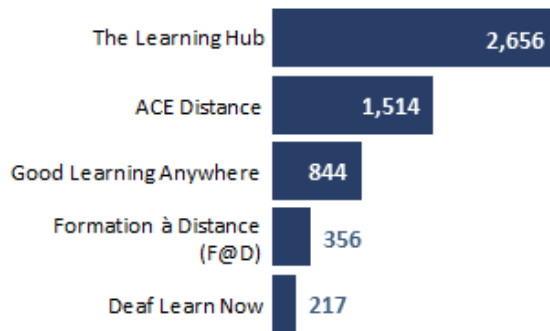 The Learning Hub 2,656
ACE Distance 1,514
Good Learning Anywhere 844
Formation à Distance
(F@D) 356
Deaf Learn Now 217